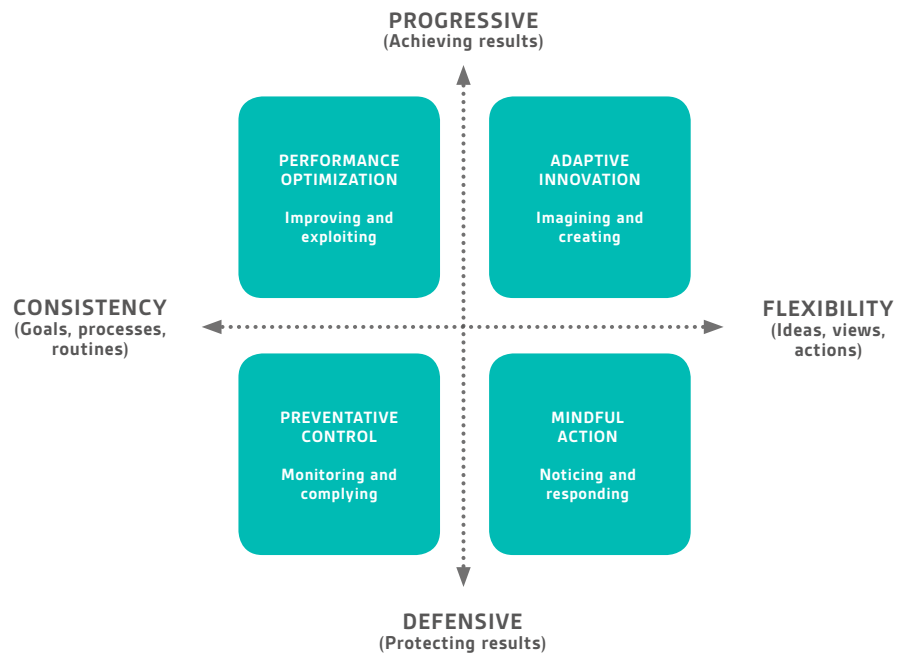 PROGRESSIVE
(Achieving results)
PERFORMANCE
OPTIMIZATION
Improving and
exploiting
ADAPTIVE
INNOVATION
Imagining and
creating
CONSISTENCY
(Goals, processes,
routines)
FLEXIBILITY
(Ideas, views,
actions)
PREVENTATIVE
CONTROL
Monitoring and
complying
MINDFUL
ACTION
Noticing and
responding
DEFENSIVE
(Protecting results)